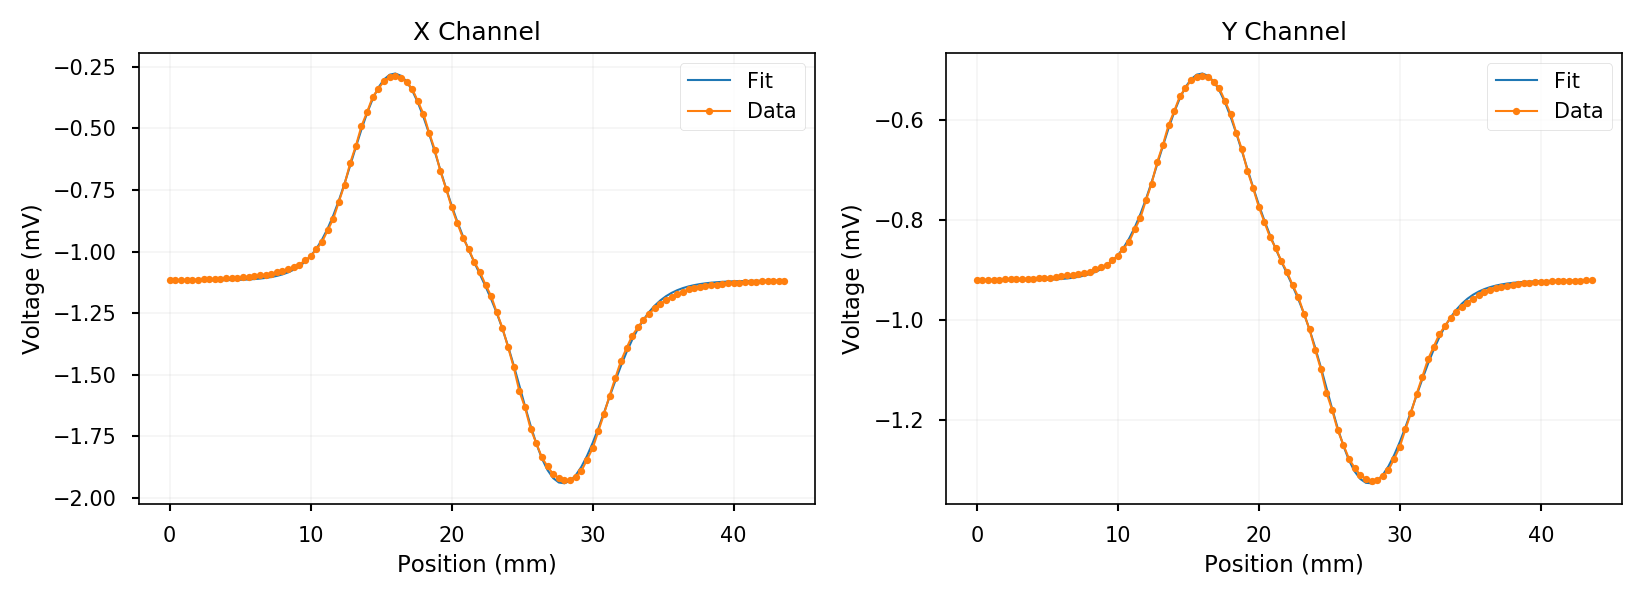 X Channel
Voltage (mV)
−0.25
−0.50
−0.75
−1.00
−1.25
−1.50
−1.75
−2.00
0 10 20 30 40
Position (mm)
Fit
Data
Y Channel
Voltage (mV)
−0.6
−0.8
−1.0
−1.2
0 10 20 30 40
Position (mm)
Fit
Data